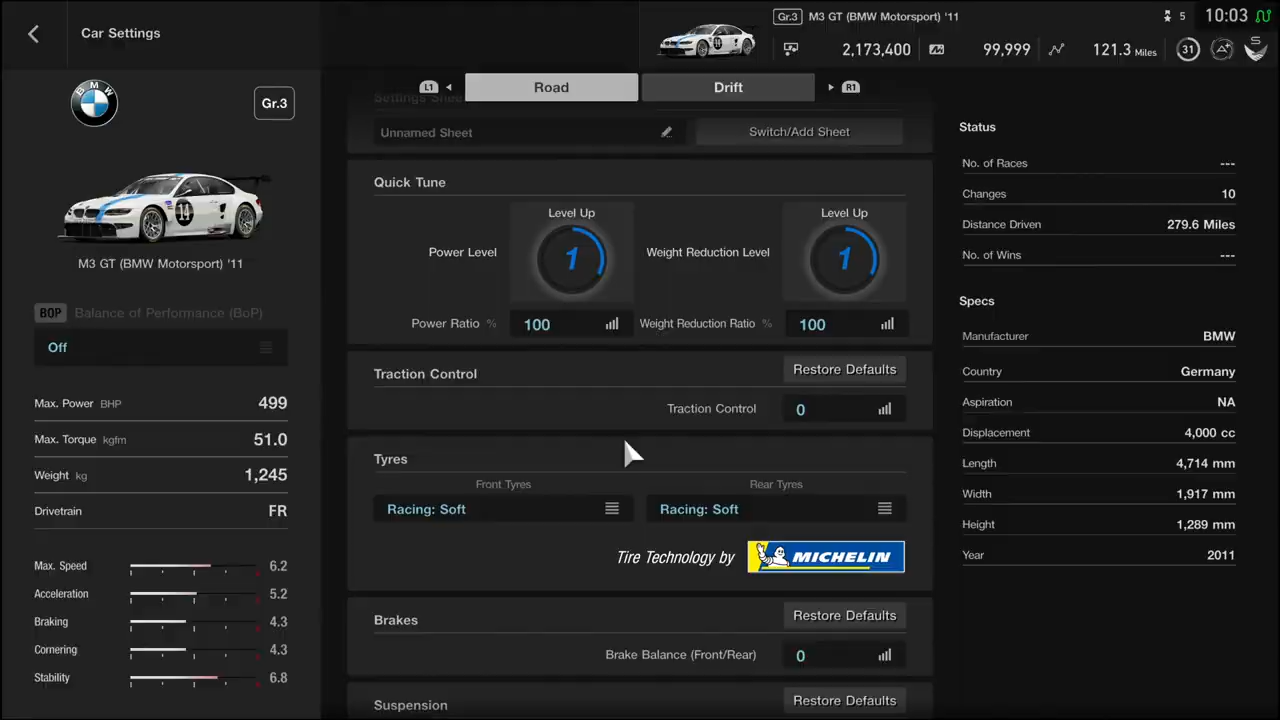 Car Settings
Gr.3 M3 GT (BMW Motorsport) '11
5
10:03
2,173,400
99,999
121.3 Miles
31
S
L1
Road
Drift
R1
BMW
Gr.3
14
M3 GT (BMW Motorsport) '11
BOP Balance of Performance (BoP)
Off
Max. Power BHP 499
Max. Torque kgfm 51.0
Weight kg 1,245
Drivetrain FR
Max. Speed 6.2
Acceleration 5.2
Braking 4.3
Cornering 4.3
Stability 6.8
Settings Sheet
Unnamed Sheet
Switch/Add Sheet
Quick Tune
Level Up
Level Up
Power Level 1
Weight Reduction Level 1
Power Ratio % 100
Weight Reduction Ratio % 100
Traction Control
Restore Defaults
Traction Control 0
Tyres
Front Tyres
Rear Tyres
Racing: Soft
Racing: Soft
Tire Technology by MICHELIN
Brakes
Restore Defaults
Brake Balance (Front/Rear) 0
Suspension
Restore Defaults
Status
No. of Races ---
Changes 10
Distance Driven 279.6 Miles
No. of Wins ---
Specs
Manufacturer BMW
Country Germany
Aspiration NA
Displacement 4,000 cc
Length 4,714 mm
Width 1,917 mm
Height 1,289 mm
Year 2011